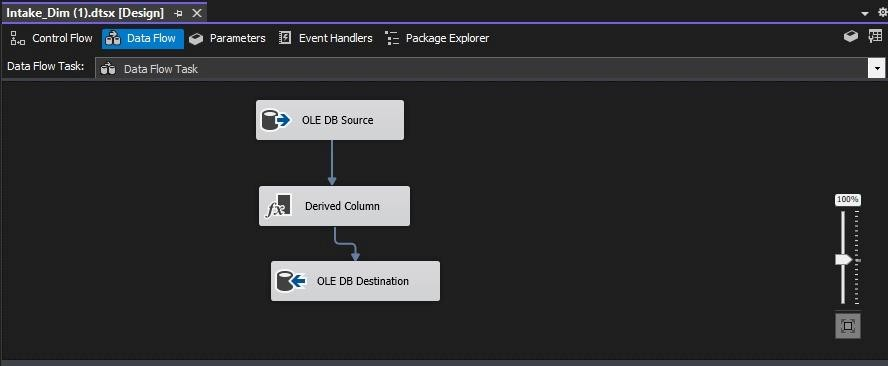 Intake_Dim (1).dtsx [Design]
Control Flow Data Flow Parameters Event Handlers Package Explorer
Data Flow Task: Data Flow Task
OLE DB Source
fx Derived Column
OLE DB Destination
100%